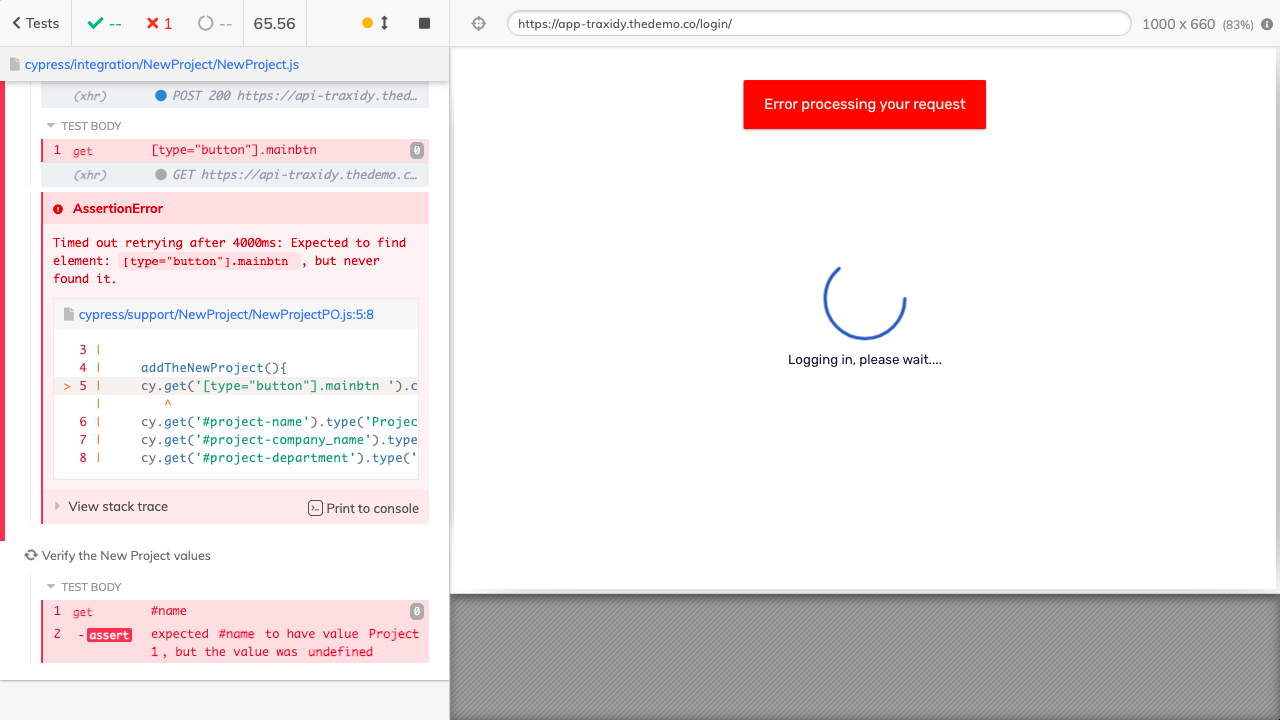 Tests
--
1
--
65.56
https://app-traxidy.thedemo.co/login/
1000 x 660 (83%)
cypress/integration/NewProject/NewProject.js
(xhr) POST 200 https://api-traxidy.thed…
TEST BODY
1 get [type="button"].mainbtn 0
(xhr) GET https://api-traxidy.thedemo.c…
AssertionError
Timed out retrying after 4000ms: Expected to find
element: [type="button"].mainbtn , but never
found it.
cypress/support/NewProject/NewProjectPO.js:5:8
3 |
4 | addTheNewProject(){
> 5 | cy.get('[type="button"].mainbtn ').c
| ^
6 | cy.get('#project-name').type('Projec
7 | cy.get('#project-company_name').type
8 | cy.get('#project-department').type('
View stack trace
Print to console
Verify the New Project values
TEST BODY
1 get #name 0
2 -assert expected #name to have value Project
1, but the value was undefined
Error processing your request
Logging in, please wait....